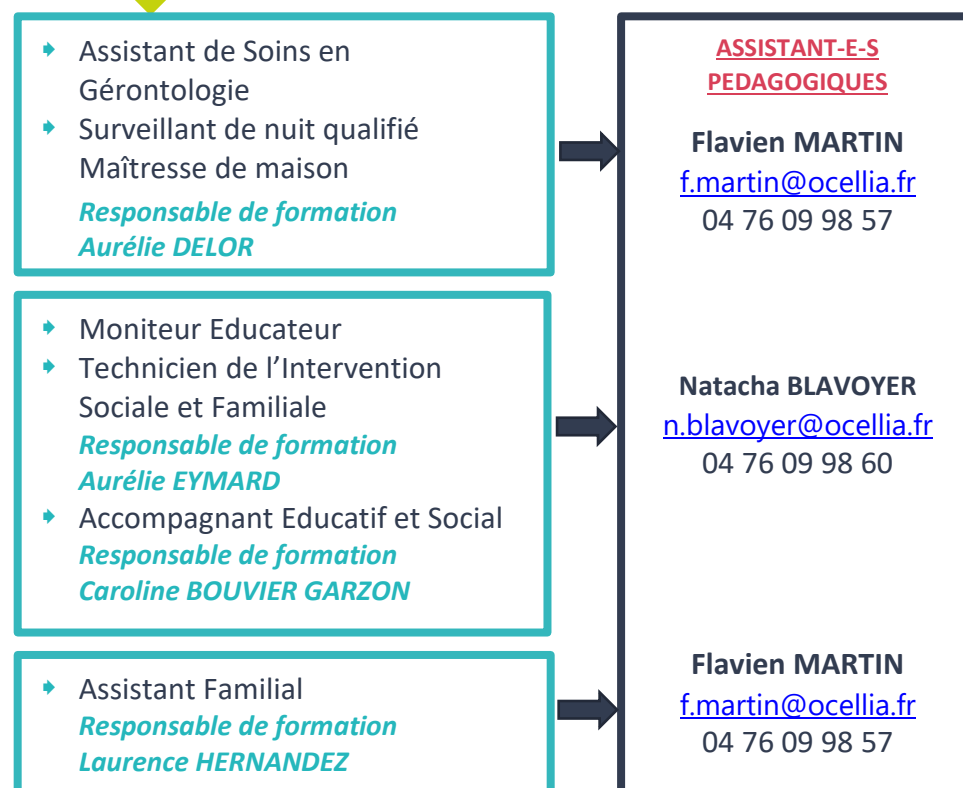 Assistant de Soins en
Gérontologie
Surveillant de nuit qualifié
Maîtresse de maison
Responsable de formation
Aurélie DELOR
Moniteur Educateur
Technicien de l’Intervention
Sociale et Familiale
Responsable de formation
Aurélie EYMARD
Accompagnant Educatif et Social
Responsable de formation
Caroline BOUVIER GARZON
Assistant Familial
Responsable de formation
Laurence HERNANDEZ
ASSISTANT-E-S
PEDAGOGIQUES
Flavien MARTIN
f.martin@ocellia.fr
04 76 09 98 57
Natacha BLAVOYER
n.blavoyer@ocellia.fr
04 76 09 98 60
Flavien MARTIN
f.martin@ocellia.fr
04 76 09 98 57